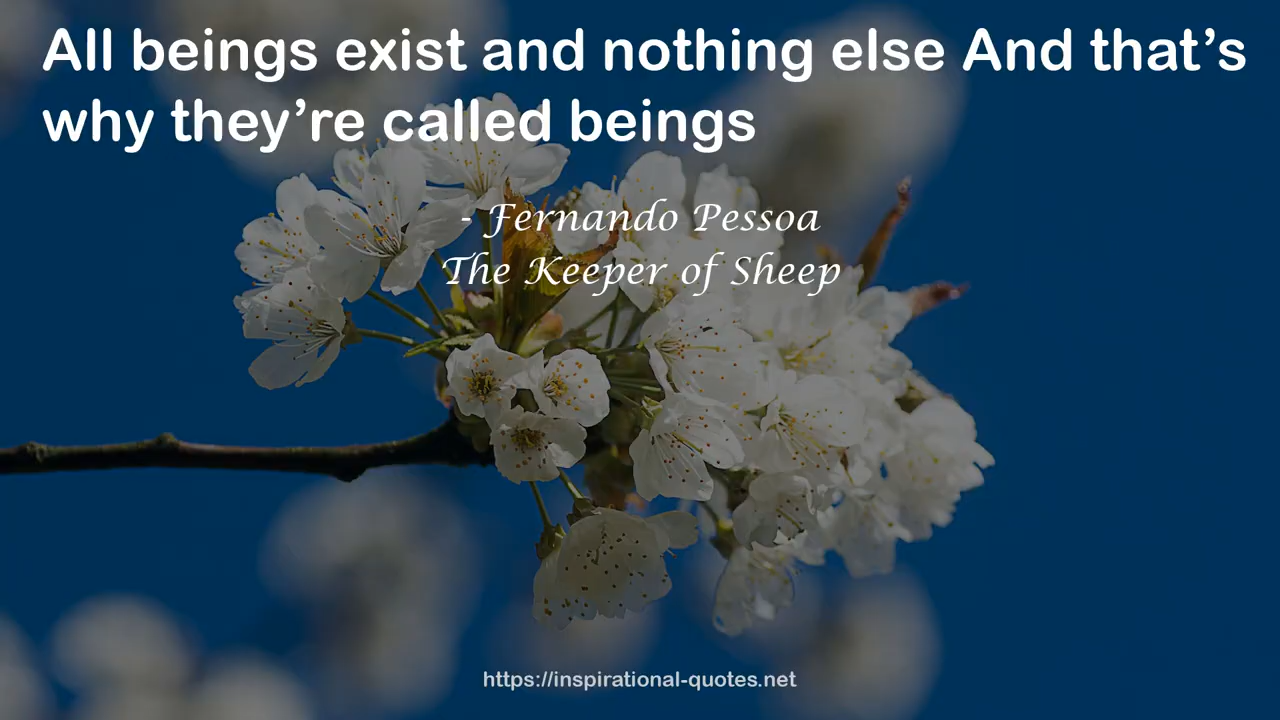 All beings exist and nothing else And that’s
why they’re called beings
- Fernando Pessoa
The Keeper of Sheep
https://inspirational-quotes.net